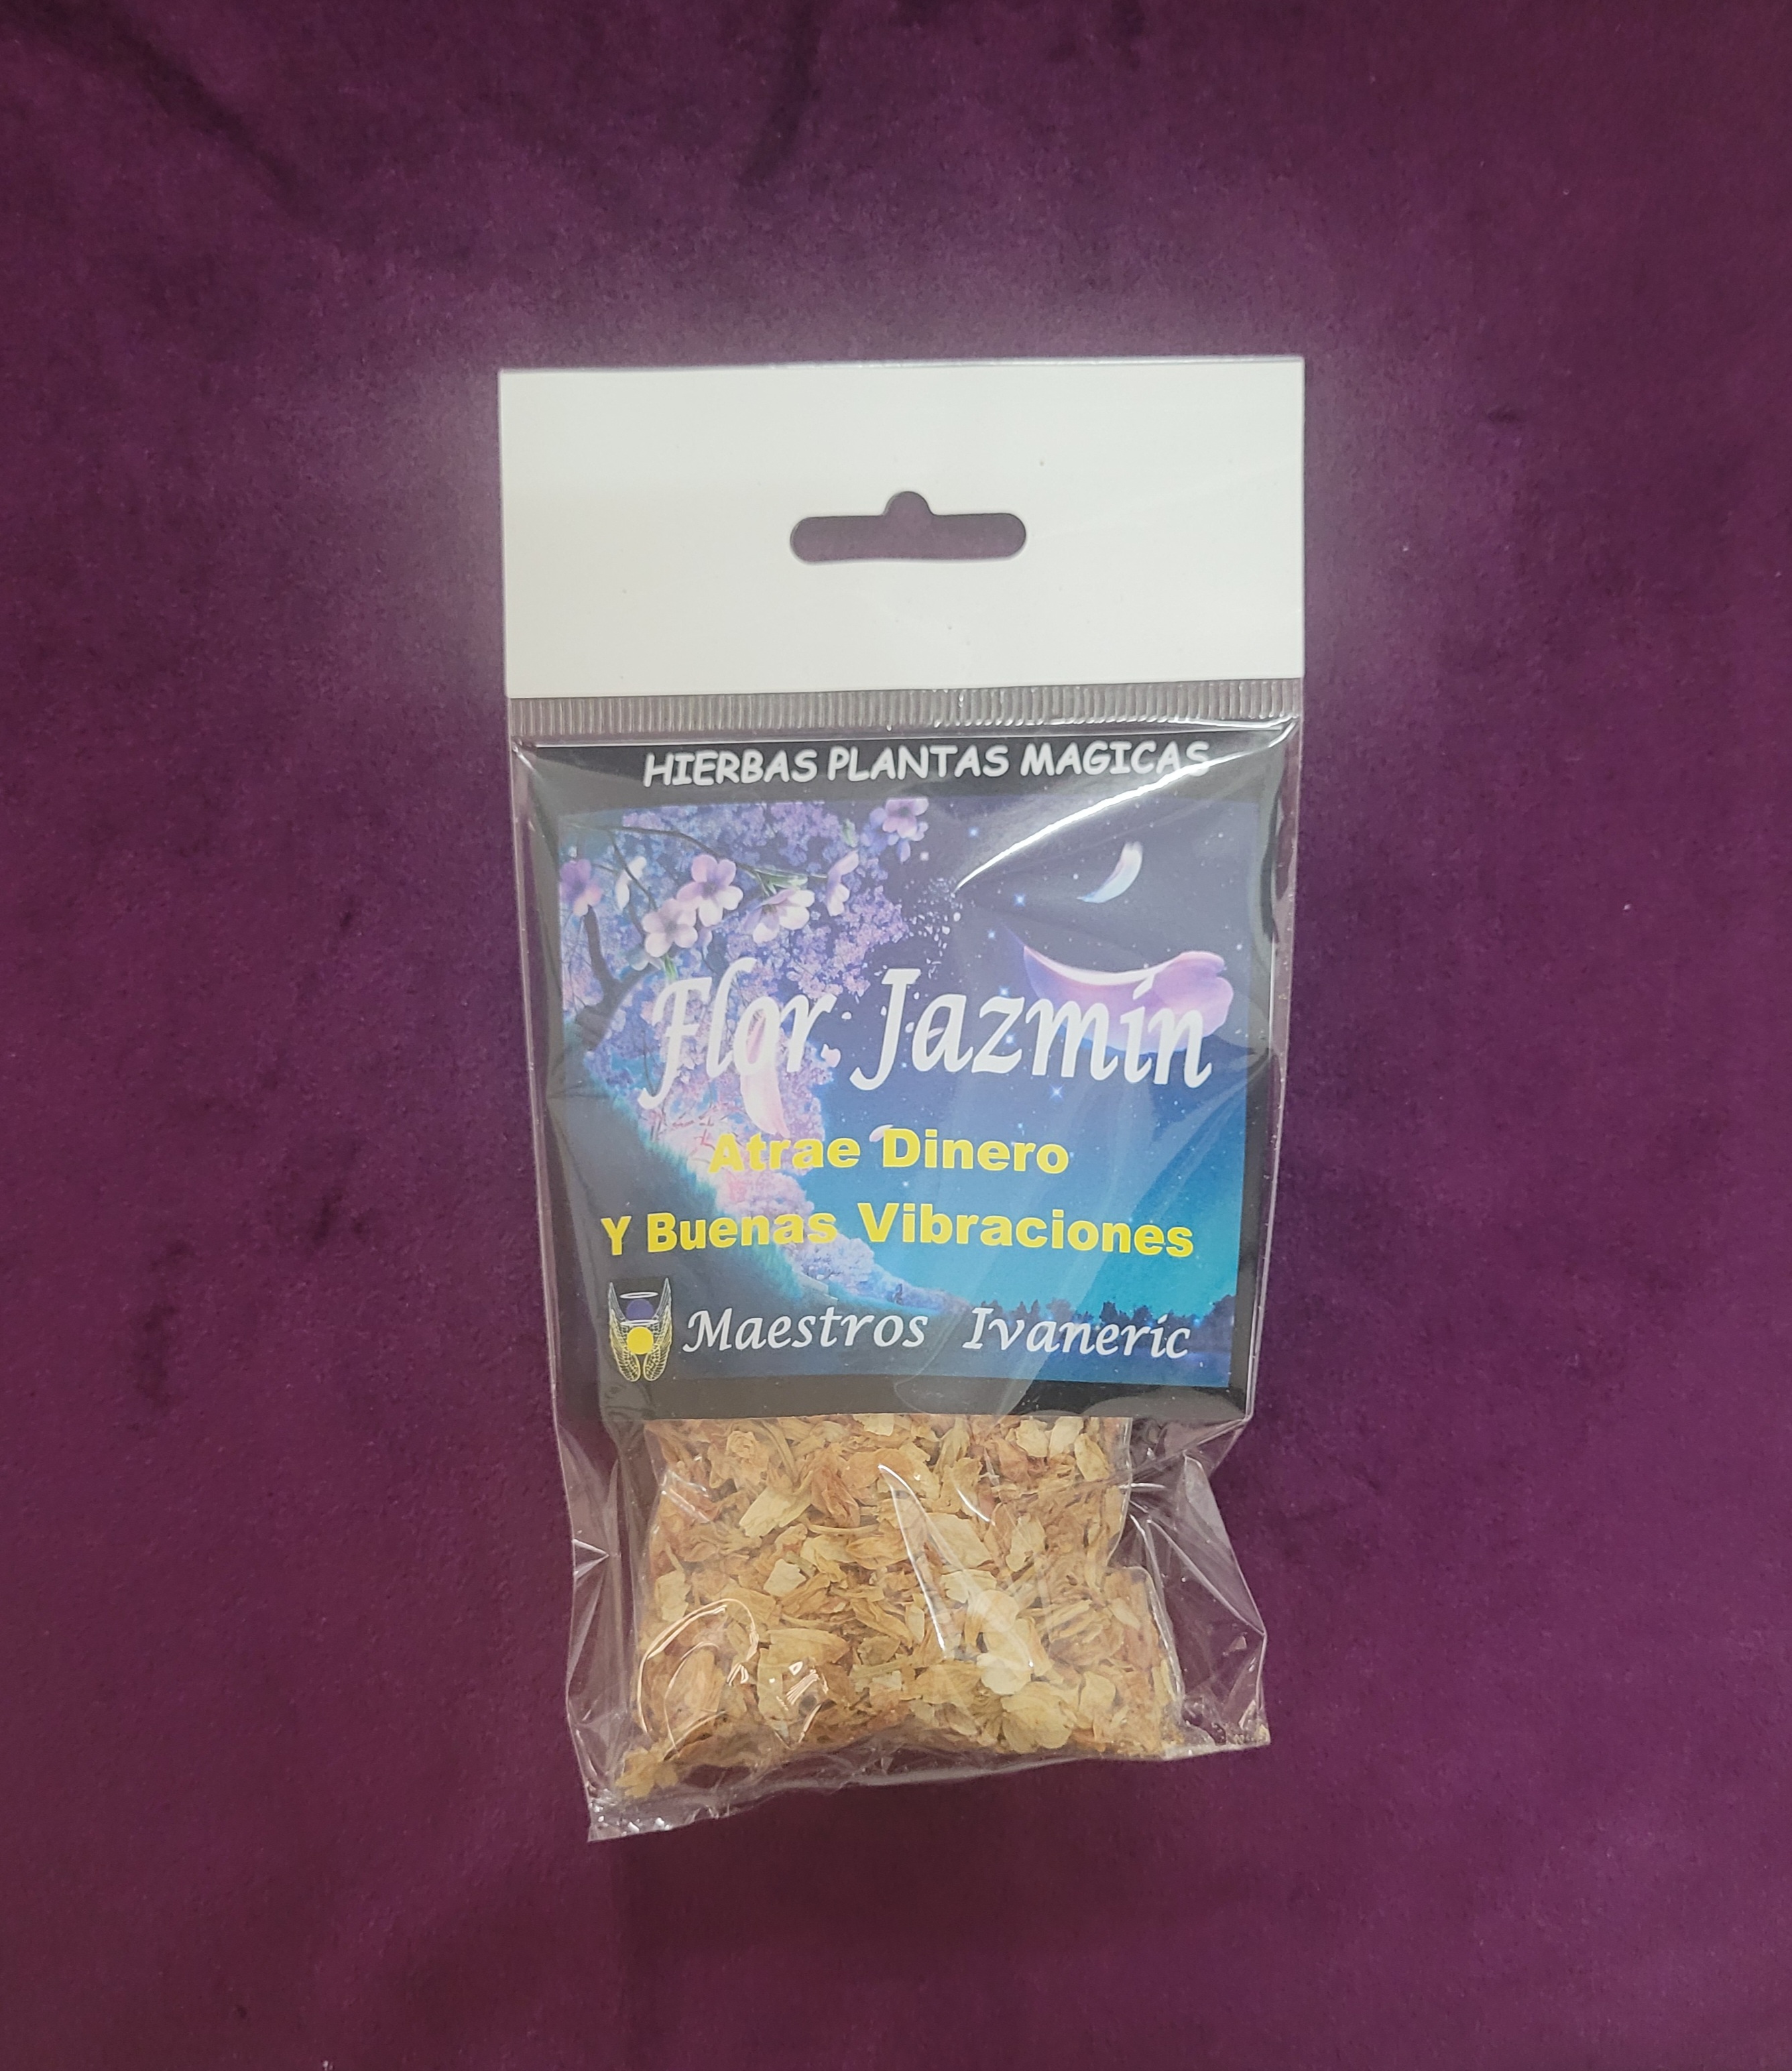 HIERBAS PLANTAS MAGICAS
Flor Jazmín
Atrae Dinero
Y Buenas Vibraciones
Maestros Ivaneric